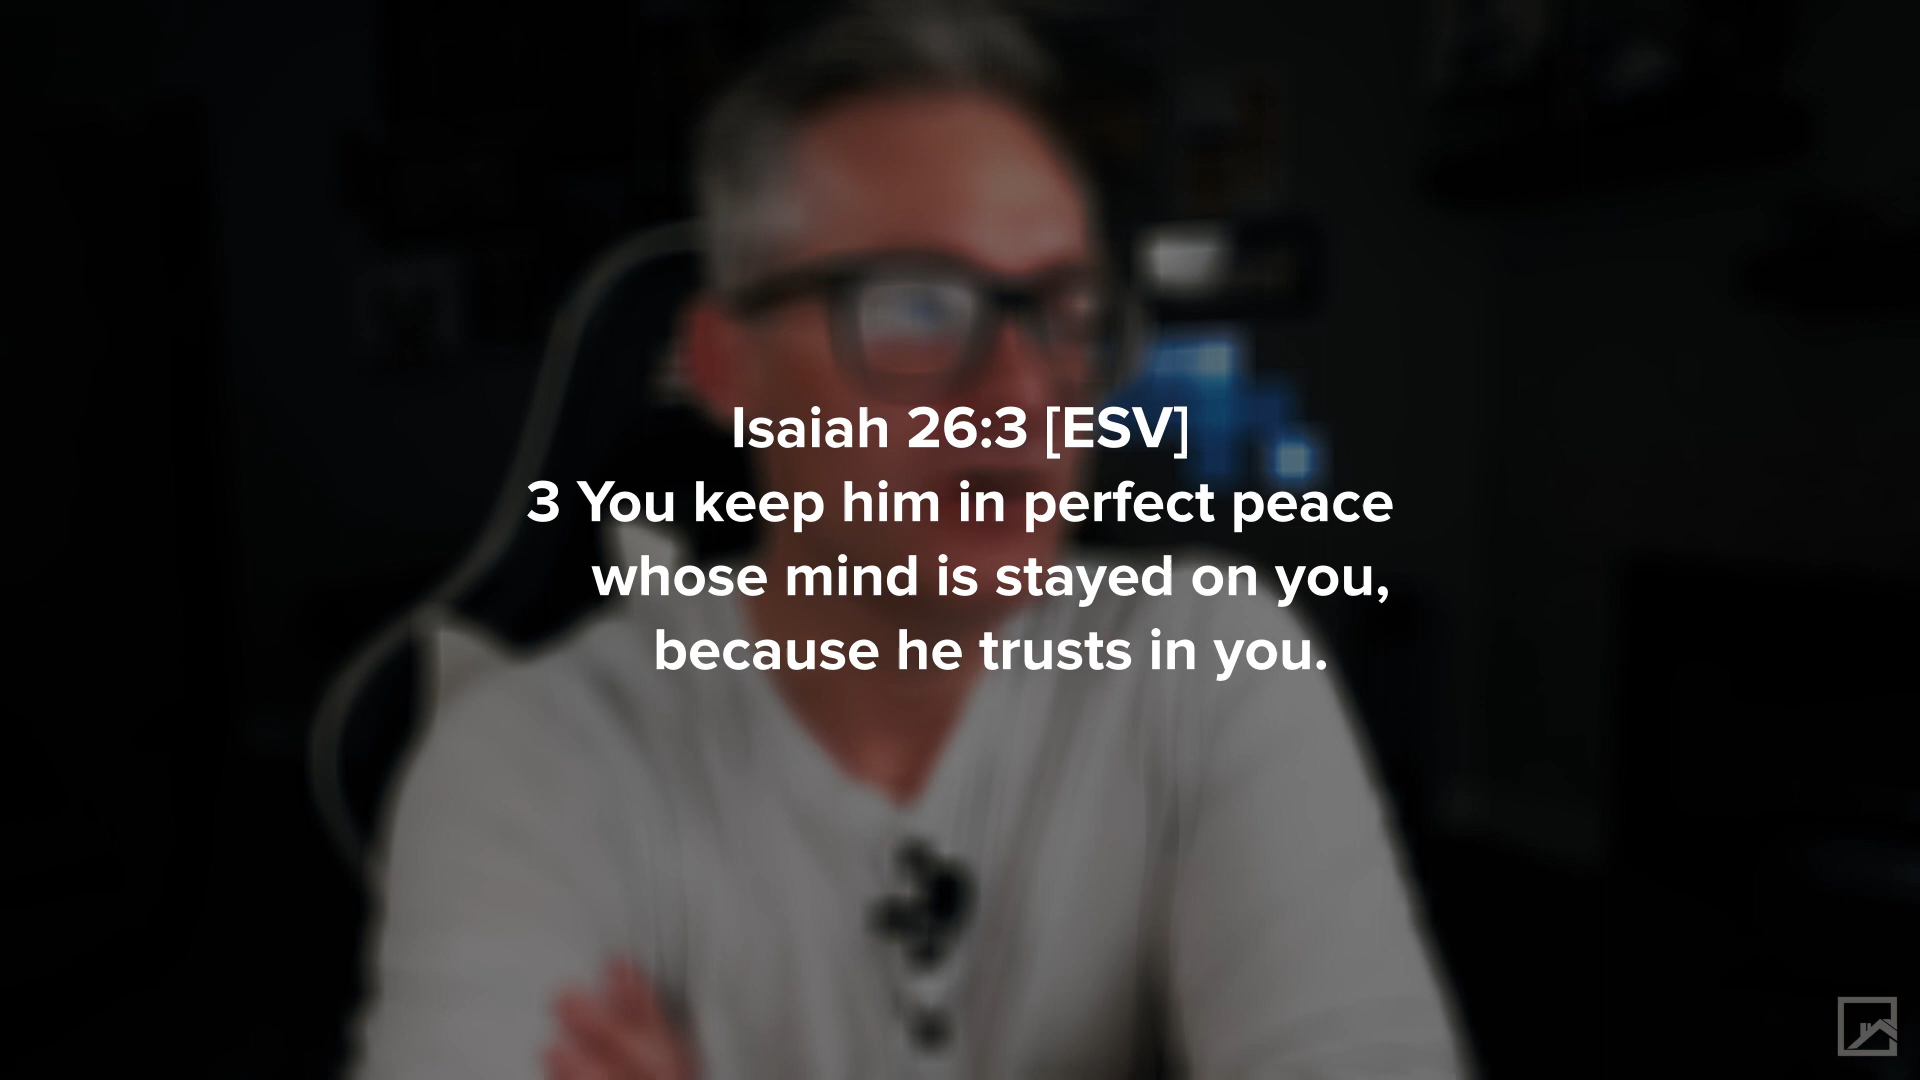 Isaiah 26:3 [ESV]
3 You keep him in perfect peace
whose mind is stayed on you,
because he trusts in you.